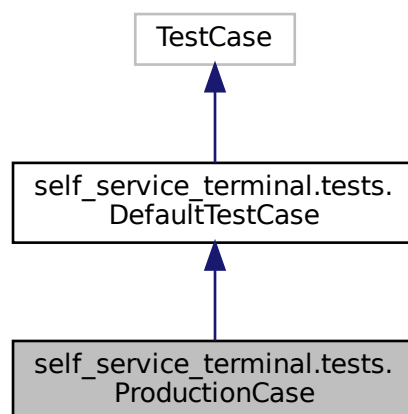 TestCase
self_service_terminal.tests.
DefaultTestCase
self_service_terminal.tests.
ProductionCase